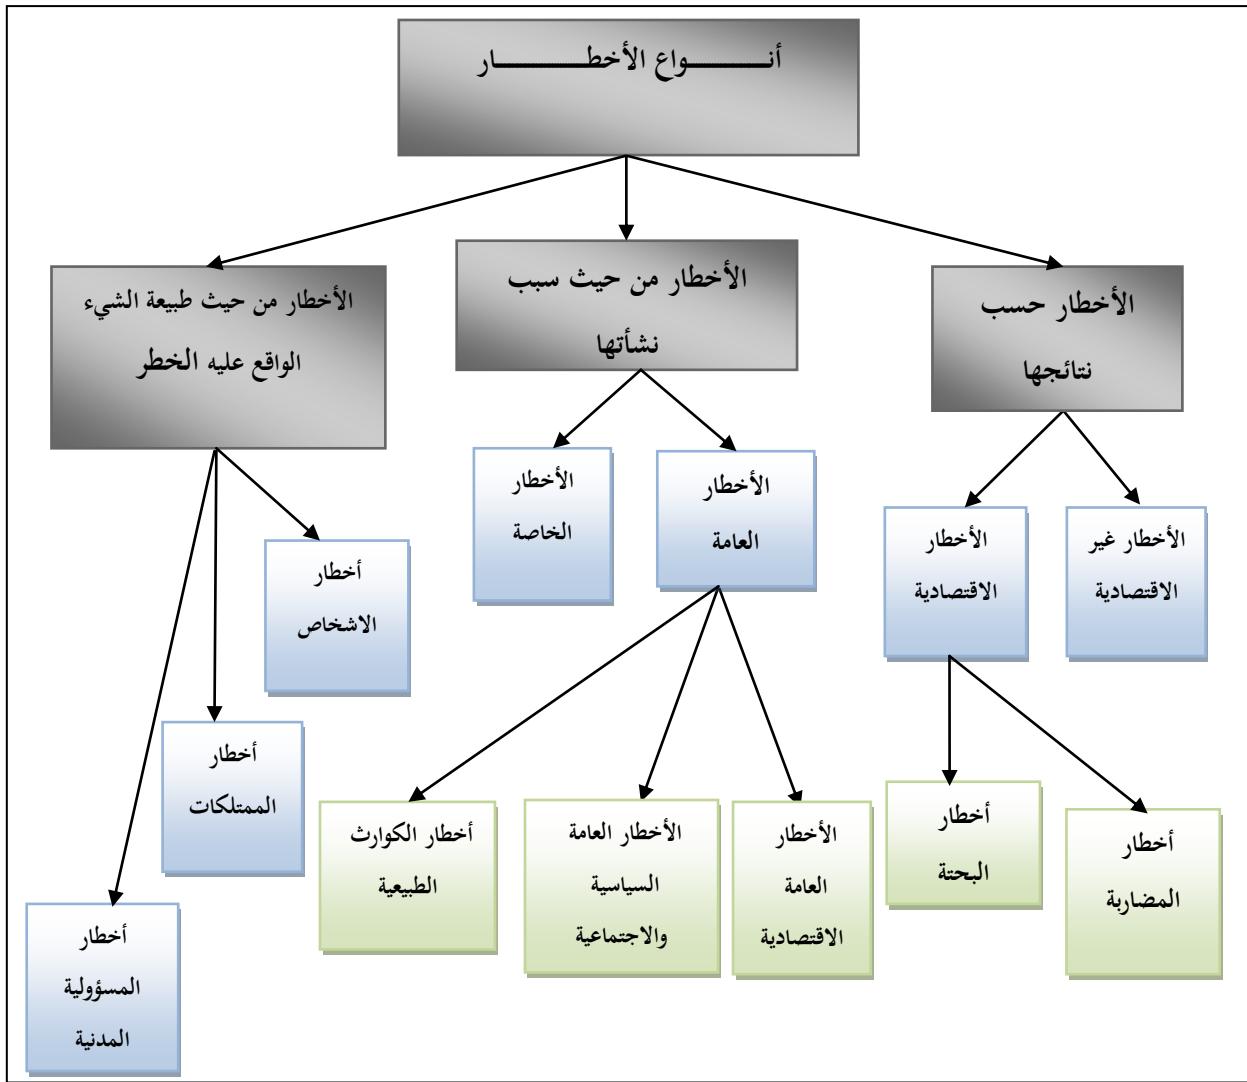 أنــــــواع الأخطــــــــار
الأخطار حسب
نتائجها
الأخطار من حيث سبب
نشأتها
الأخطار من حيث طبيعة الشيء
الواقع عليه الخطر
الأخطار غير
الاقتصادية
الأخطار
الاقتصادية
الأخطار
العامة
الأخطار
الخاصة
أخطار
الاشخاص
أخطار
الممتلكات
أخطار
المسؤولية
المدنية
أخطار
المضاربة
أخطار
البحتة
الأخطار
العامة
الاقتصادية
الأخطار العامة
السياسية
والاجتماعية
أخطار الكوارث
الطبيعية